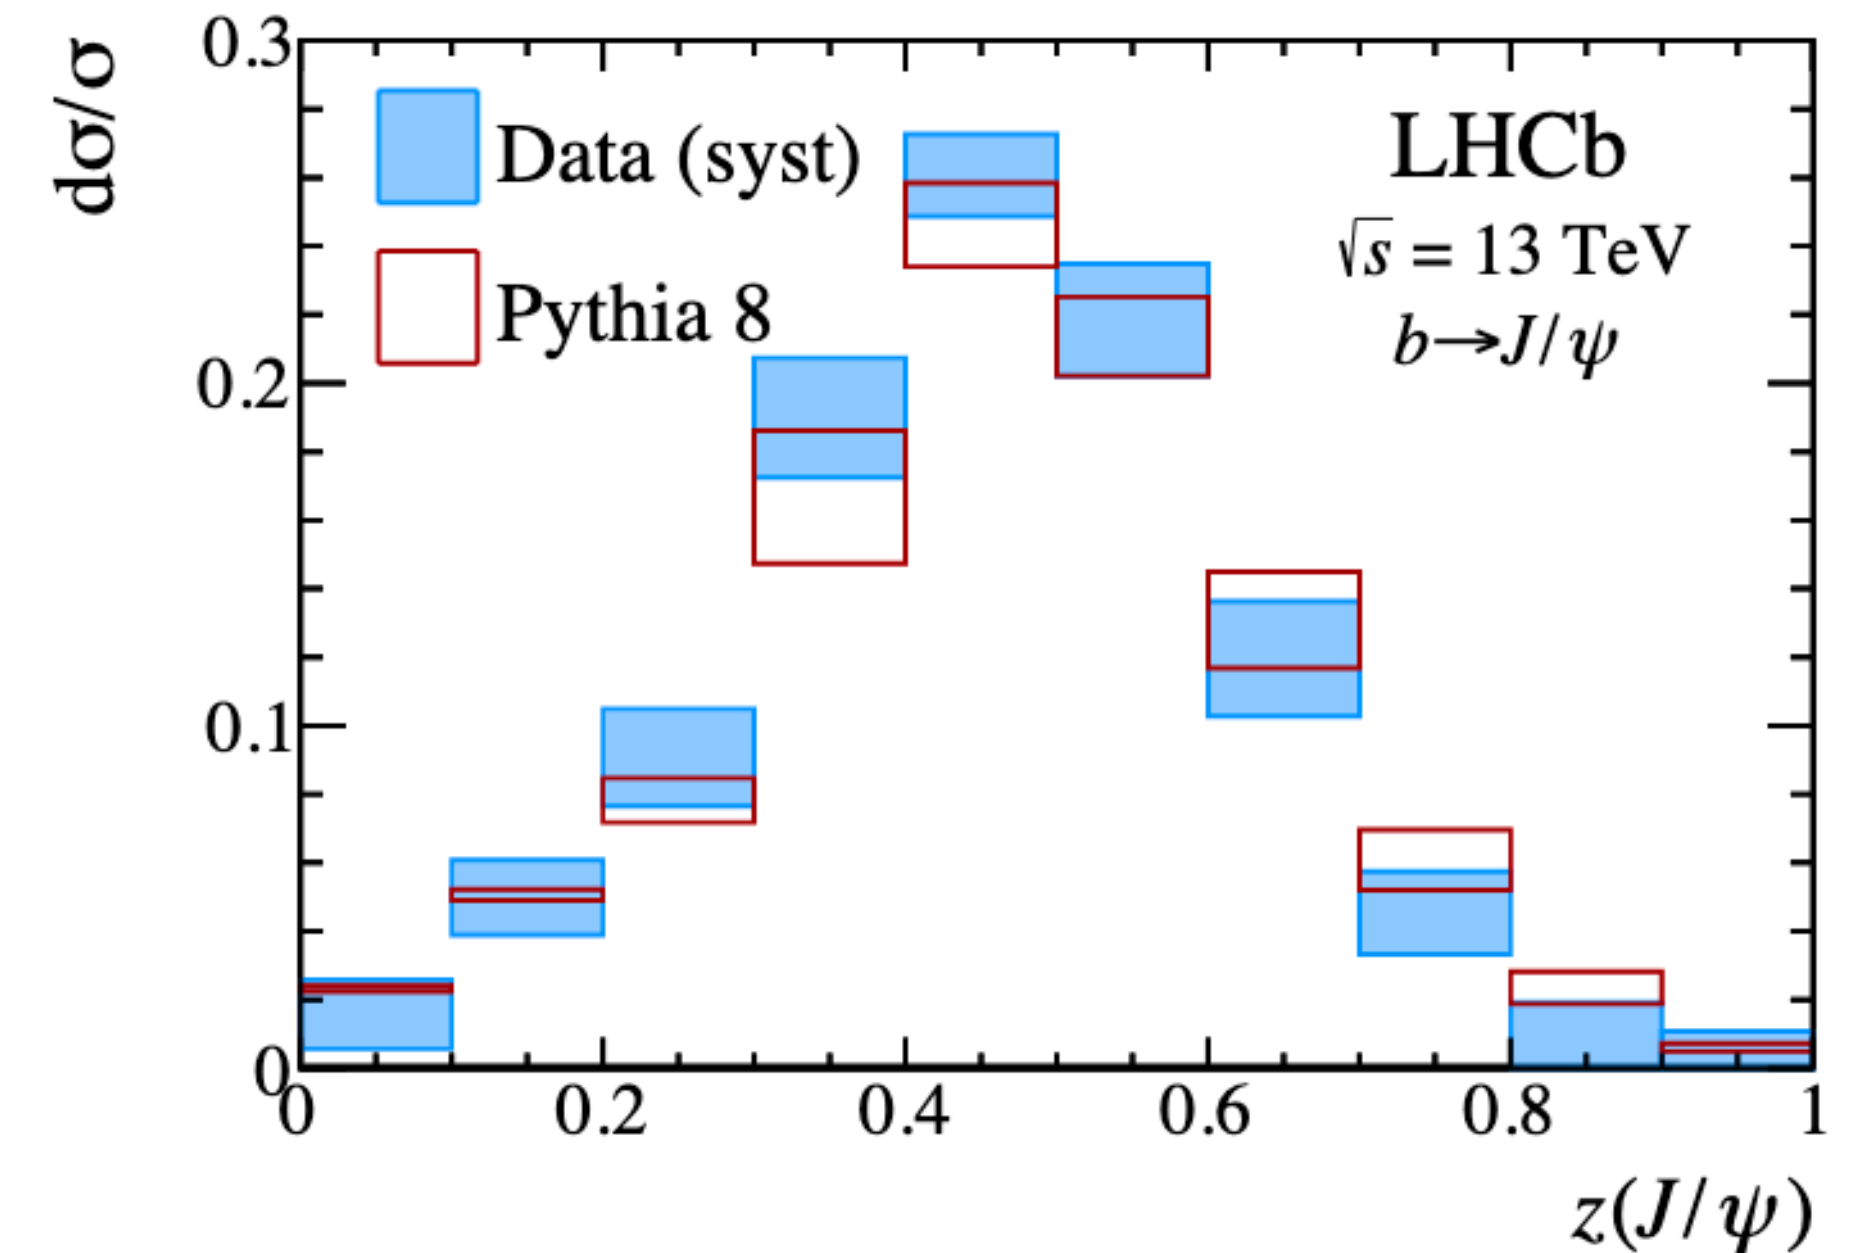 dσ/σ
0.3
0.2
0.1
0
Data (syst)
Pythia 8
LHCb
√s = 13 TeV
b→J/ψ
0 0.2 0.4 0.6 0.8 1
z(J/ψ)